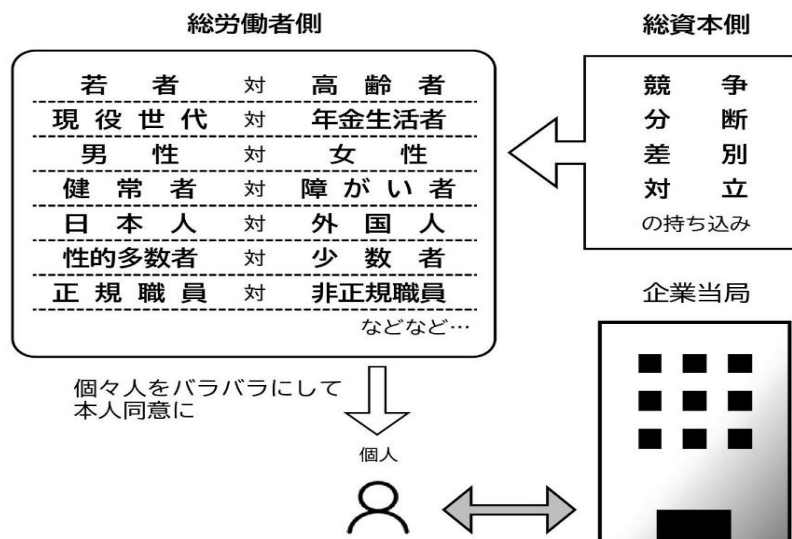 総労働者側
若者 対 高齢者
現役世代 対 年金生活者
男性 対 女性
健常者 対 障がい者
日本人 対 外国人
性的多数者 対 少数者
正規職員 対 非正規職員
などなど…
総資本側
競争
分断
差別
対立
の持ち込み
個々人をバラバラにして
本人同意に
個人
企業当局